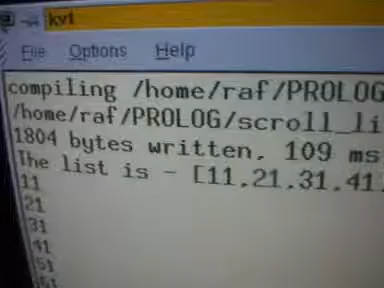 kvt
File Options Help
compiling /home/raf/PROLOG
/home/raf/PROLOG/scroll_li
1804 bytes written, 109 ms
The list is - [11,21,31,41,
11
21
31
41
51